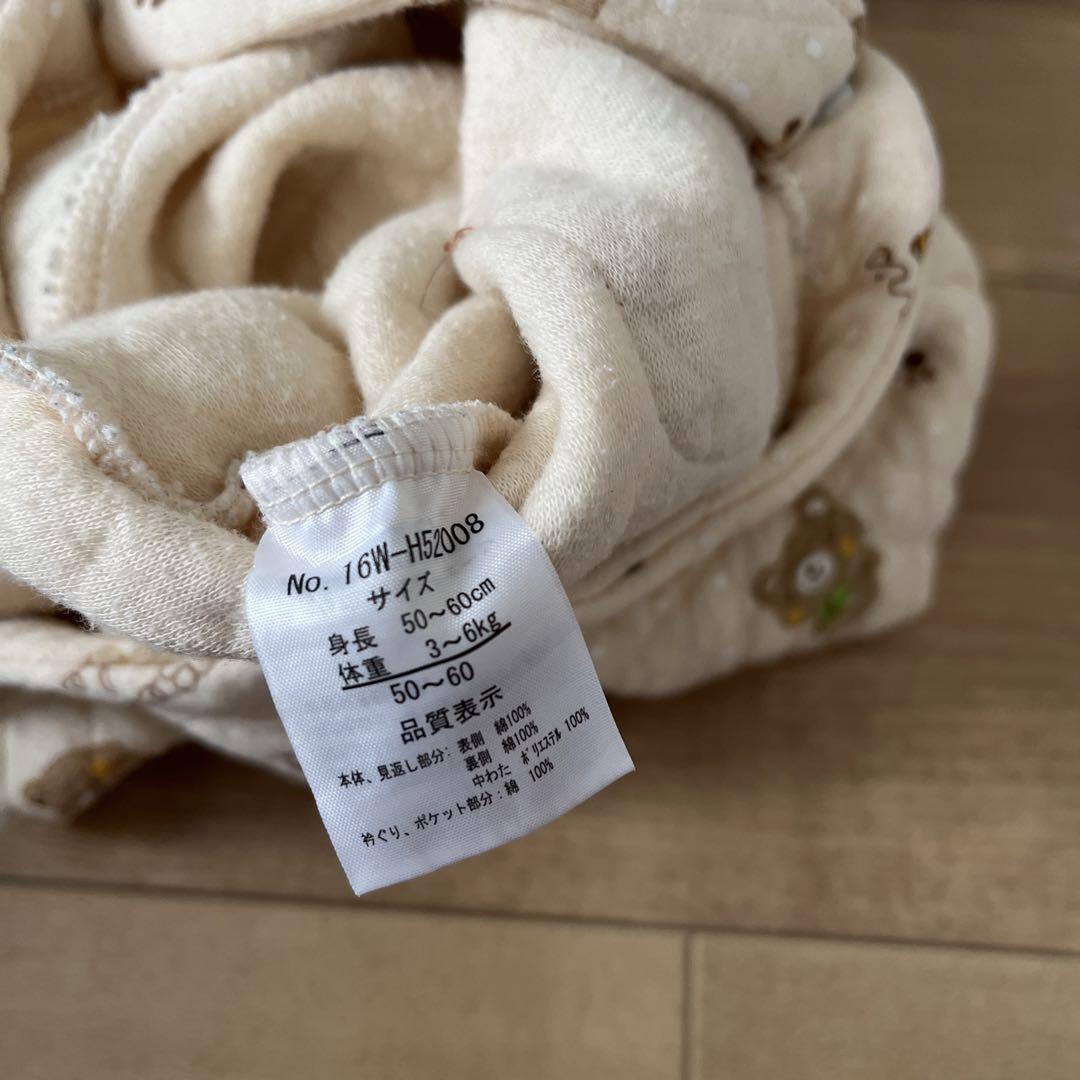 No. 16W-H52008
サイズ
身長 50～60cm
体重 3～6kg
50～60
品質表示
本体、見返し部分: 表側 綿100%
裏側 綿100%
中わた ポリエステル 100%
衿ぐり、ポケット部分:綿 100%